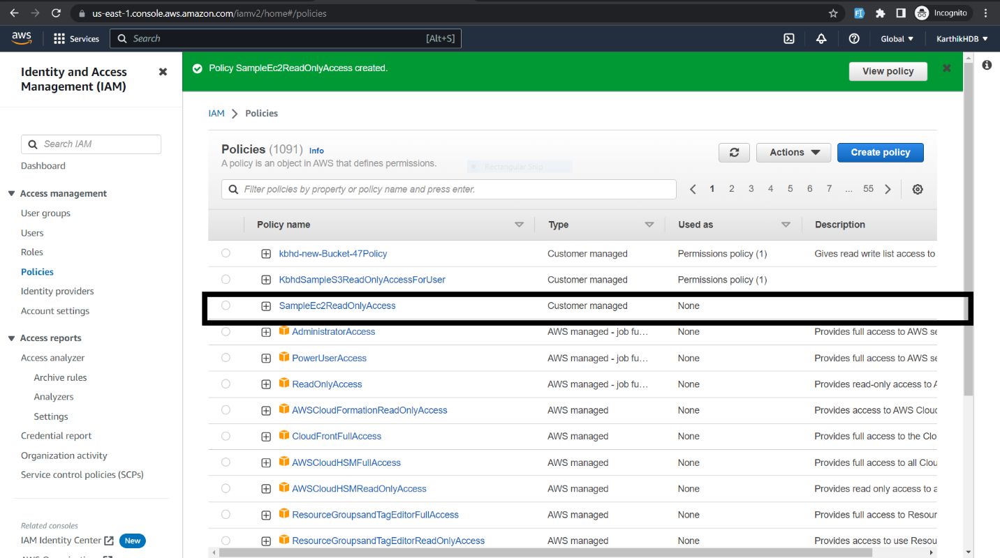 us-east-1.console.aws.amazon.com/iamv2/home#/policies
Incognito
aws
Services
Search
[Alt+S]
Global
KarthikHDB
Identity and Access
Management (IAM)
Search IAM
Dashboard
Access management
User groups
Users
Roles
Policies
Identity providers
Account settings
Access reports
Access analyzer
Archive rules
Analyzers
Settings
Credential report
Organization activity
Service control policies (SCPs)
Related consoles
IAM Identity Center New
Policy SampleEc2ReadOnlyAccess created.
View policy
IAM > Policies
Policies (1091) Info
A policy is an object in AWS that defines permissions.
Rectangular Snip
Actions
Create policy
Filter policies by property or policy name and press enter.
1 2 3 4 5 6 7 ... 55
Policy name Type Used as Description
kbhd-new-Bucket-47Policy Customer managed Permissions policy (1) Gives read write list access to
KbhdSampleS3ReadOnlyAccessForUser Customer managed Permissions policy (1)
SampleEc2ReadOnlyAccess Customer managed None
AdministratorAccess AWS managed - job fu... None Provides full access to AWS se
PowerUserAccess AWS managed - job fu... None Provides full access to AWS se
ReadOnlyAccess AWS managed - job fu... None Provides read-only access to A
AWSCloudFormationReadOnlyAccess AWS managed None Provides access to AWS Cloud
CloudFrontFullAccess AWS managed None Provides full access to the Clo
AWSCloudHSMFullAccess AWS managed None Provides full access to all Clou
AWSCloudHSMReadOnlyAccess AWS managed None Provides read only access to a
ResourceGroupsandTagEditorFullAccess AWS managed None Provides full access to Resour
ResourceGroupsandTagEditorReadOnlyAccess AWS managed None Provides access to use Resou